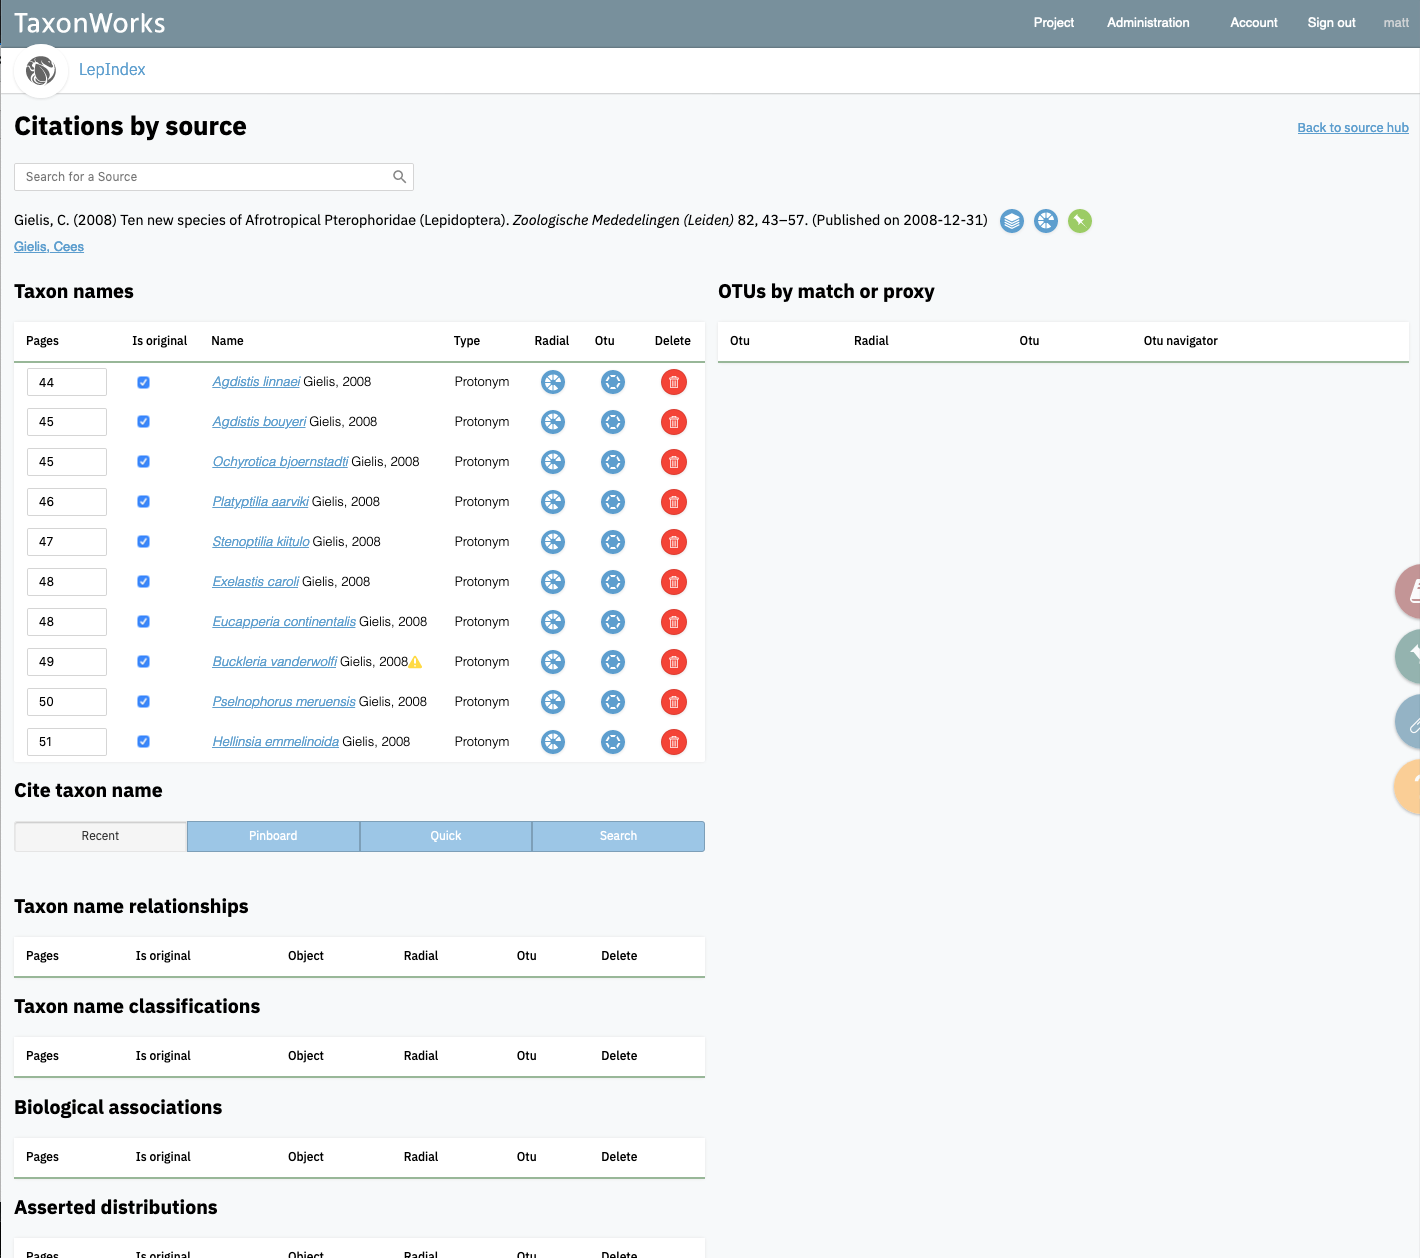 TaxonWorks
Project Administration Account Sign out matt
LepIndex
Citations by source
Back to source hub
Search for a Source
Gielis, C. (2008) Ten new species of Afrotropical Pterophoridae (Lepidoptera). Zoologische Mededelingen (Leiden) 82, 43–57. (Published on 2008-12-31)
Gielis, Cees
Taxon names
Pages Is original Name Type Radial Otu Delete
44 Agdistis linnaei Gielis, 2008 Protonym
45 Agdistis bouyeri Gielis, 2008 Protonym
45 Ochyrotica bjoernstadti Gielis, 2008 Protonym
46 Platyptilia aarviki Gielis, 2008 Protonym
47 Stenoptilia kiitulo Gielis, 2008 Protonym
48 Exelastis caroli Gielis, 2008 Protonym
48 Eucapperia continentalis Gielis, 2008 Protonym
49 Buckleria vanderwolfi Gielis, 2008 Protonym
50 Pselnophorus meruensis Gielis, 2008 Protonym
51 Hellinsia emmelinoida Gielis, 2008 Protonym
OTUs by match or proxy
Otu Radial Otu Otu navigator
Cite taxon name
Recent Pinboard Quick Search
Taxon name relationships
Pages Is original Object Radial Otu Delete
Taxon name classifications
Pages Is original Object Radial Otu Delete
Biological associations
Pages Is original Object Radial Otu Delete
Asserted distributions
Pages Is original Object Radial Otu Delete